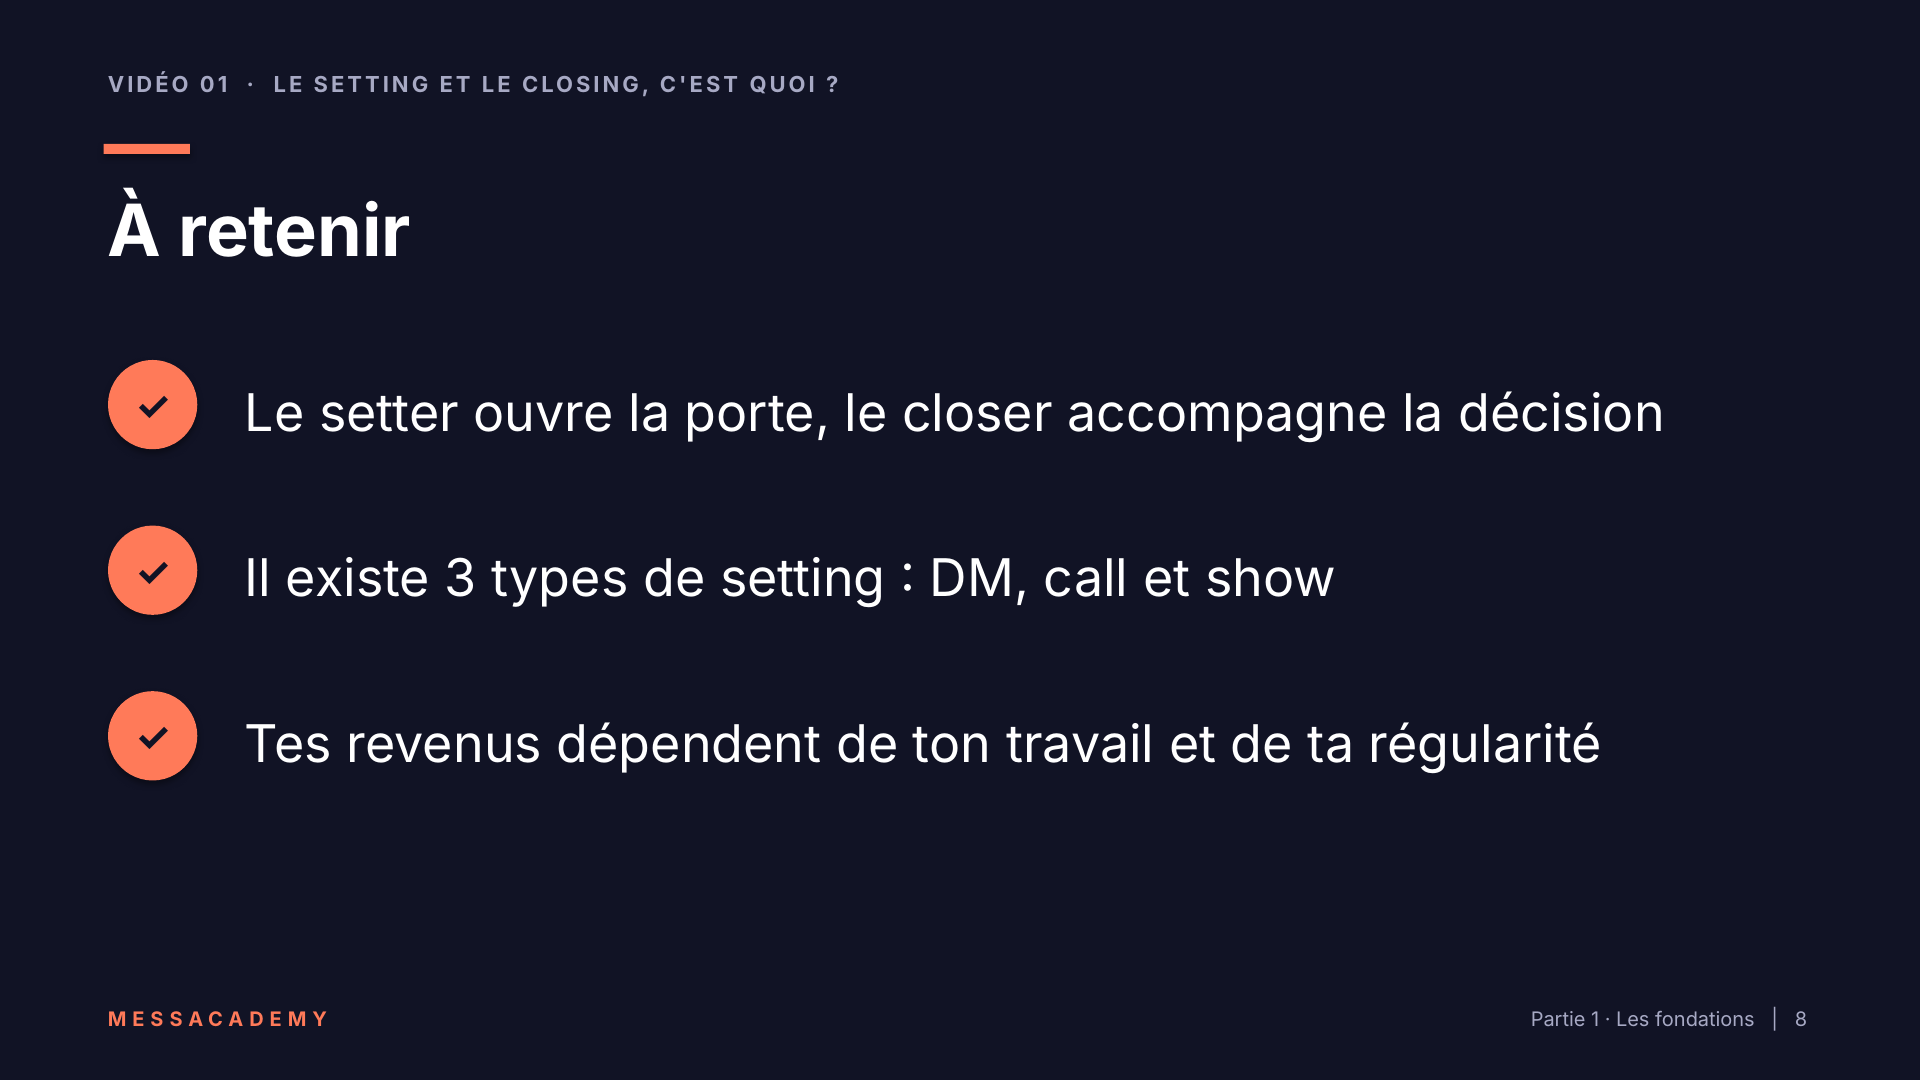 VIDÉO 01 · LE SETTING ET LE CLOSING, C'EST QUOI ?
À retenir
Le setter ouvre la porte, le closer accompagne la décision
Il existe 3 types de setting : DM, call et show
Tes revenus dépendent de ton travail et de ta régularité
MESSACADEMY
Partie 1 · Les fondations | 8